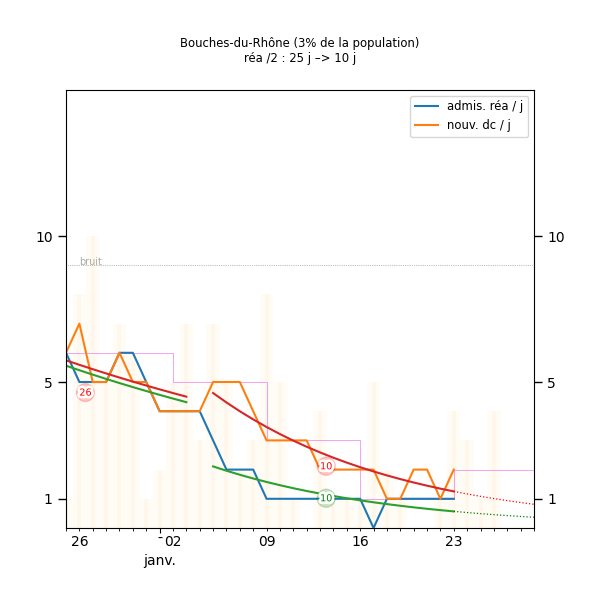 Bouches-du-Rhône (3% de la population)
réa /2 : 25 j –> 10 j
admis. réa / j
nouv. dc / j
10
10
bruit
5
5
26
10
10
1
1
26
02
09
16
23
janv.